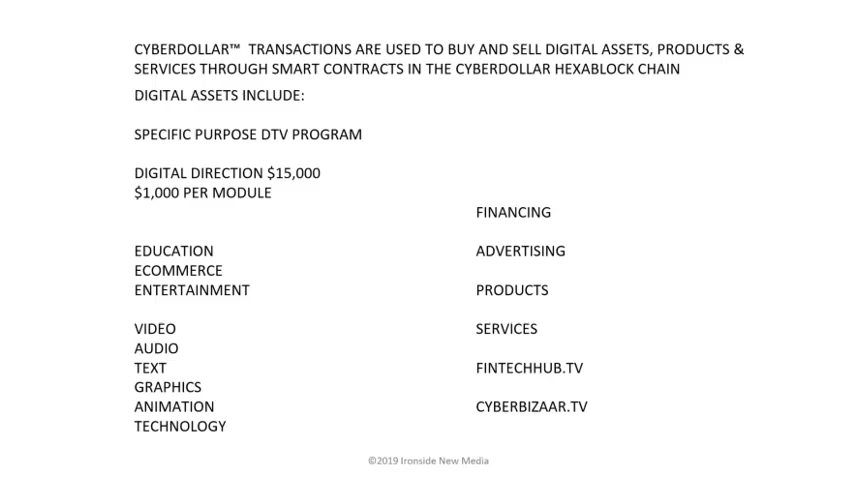 CYBERDOLLAR™ TRANSACTIONS ARE USED TO BUY AND SELL DIGITAL ASSETS, PRODUCTS &
SERVICES THROUGH SMART CONTRACTS IN THE CYBERDOLLAR HEXABLOCK CHAIN
DIGITAL ASSETS INCLUDE:
SPECIFIC PURPOSE DTV PROGRAM
DIGITAL DIRECTION $15,000
$1,000 PER MODULE
EDUCATION
ECOMMERCE
ENTERTAINMENT
VIDEO
AUDIO
TEXT
GRAPHICS
ANIMATION
TECHNOLOGY
FINANCING
ADVERTISING
PRODUCTS
SERVICES
FINTECHHUB.TV
CYBERBIZAAR.TV
©2019 Ironside New Media